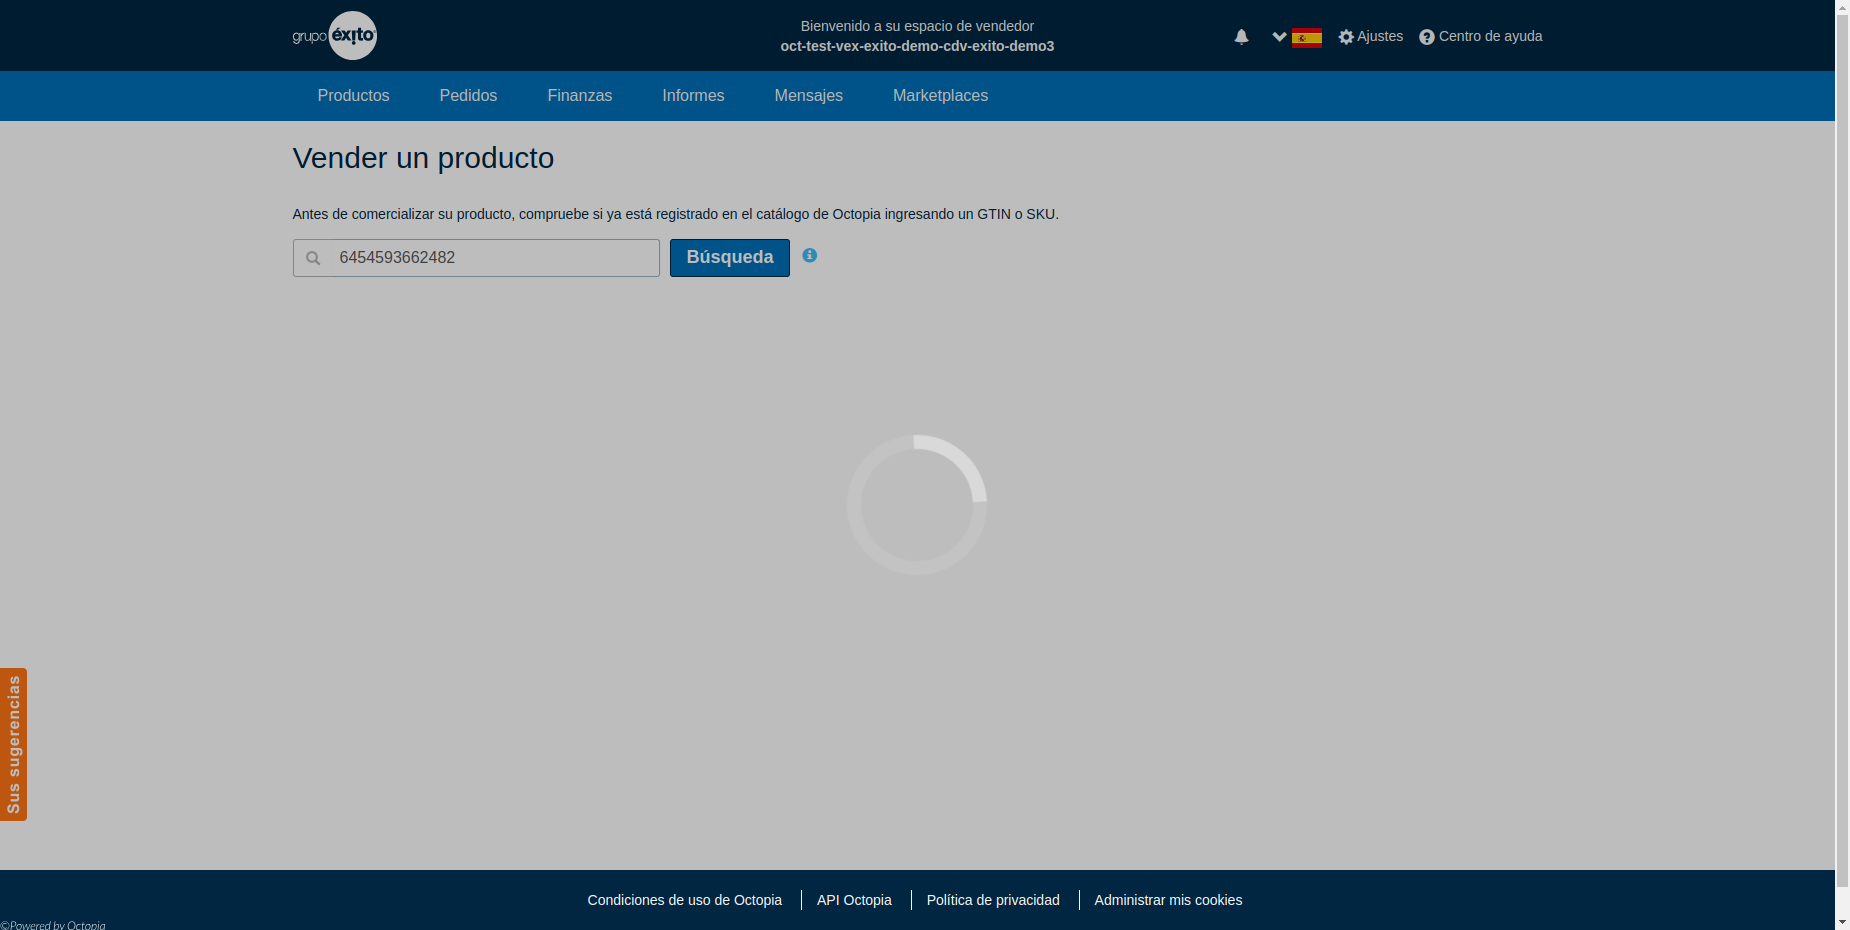 grupo éxito
Bienvenido a su espacio de vendedor
oct-test-vex-exito-demo-cdv-exito-demo3
Ajustes
Centro de ayuda
Productos
Pedidos
Finanzas
Informes
Mensajes
Marketplaces
Vender un producto
Antes de comercializar su producto, compruebe si ya está registrado en el catálogo de Octopia ingresando un GTIN o SKU.
6454593662482
Búsqueda
Sus sugerencias
Condiciones de uso de Octopia
API Octopia
Política de privacidad
Administrar mis cookies
©Powered by Octopia